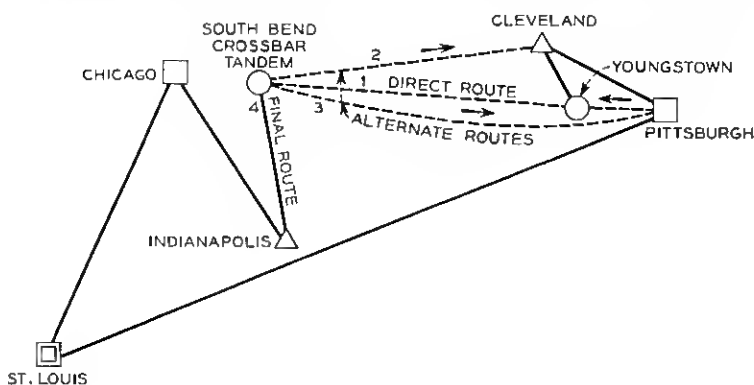 CLEVELAND
SOUTH BEND
CROSSBAR
TANDEM
2
YOUNGSTOWN
CHICAGO
1
DIRECT ROUTE
4
3
ALTERNATE ROUTES
PITTSBURGH
FINAL ROUTE
INDIANAPOLIS
ST. LOUIS